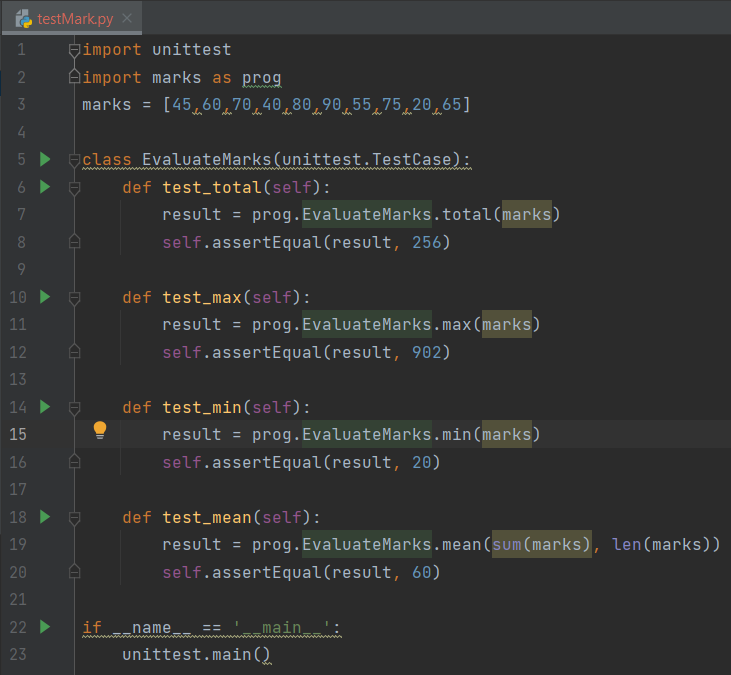 testMark.py
1 import unittest
2 import marks as prog
3 marks = [45,60,70,40,80,90,55,75,20,65]
4
5 class EvaluateMarks(unittest.TestCase):
6     def test_total(self):
7         result = prog.EvaluateMarks.total(marks)
8         self.assertEqual(result, 256)
9
10     def test_max(self):
11         result = prog.EvaluateMarks.max(marks)
12         self.assertEqual(result, 902)
13
14     def test_min(self):
15         result = prog.EvaluateMarks.min(marks)
16         self.assertEqual(result, 20)
17
18     def test_mean(self):
19         result = prog.EvaluateMarks.mean(sum(marks), len(marks))
20         self.assertEqual(result, 60)
21
22 if __name__ == '__main__':
23     unittest.main()